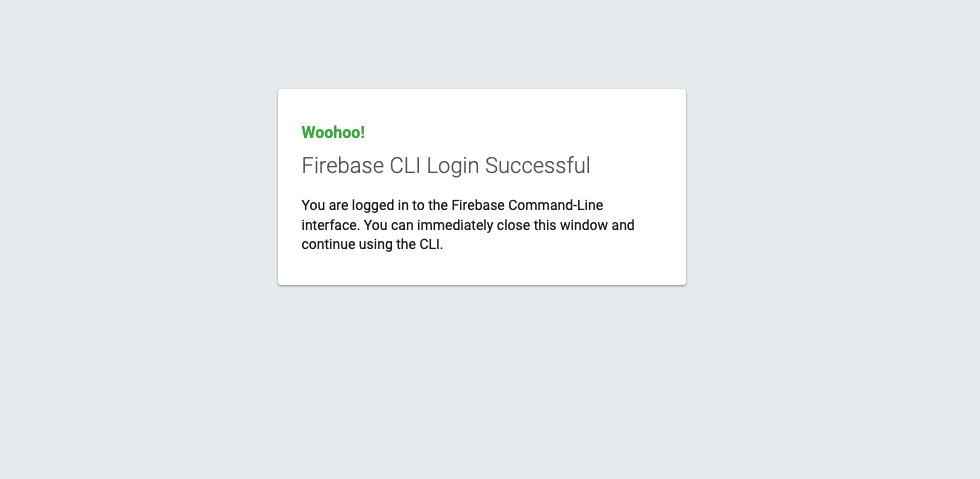 Woohoo!
Firebase CLI Login Successful
You are logged in to the Firebase Command-Line
interface. You can immediately close this window and
continue using the CLI.